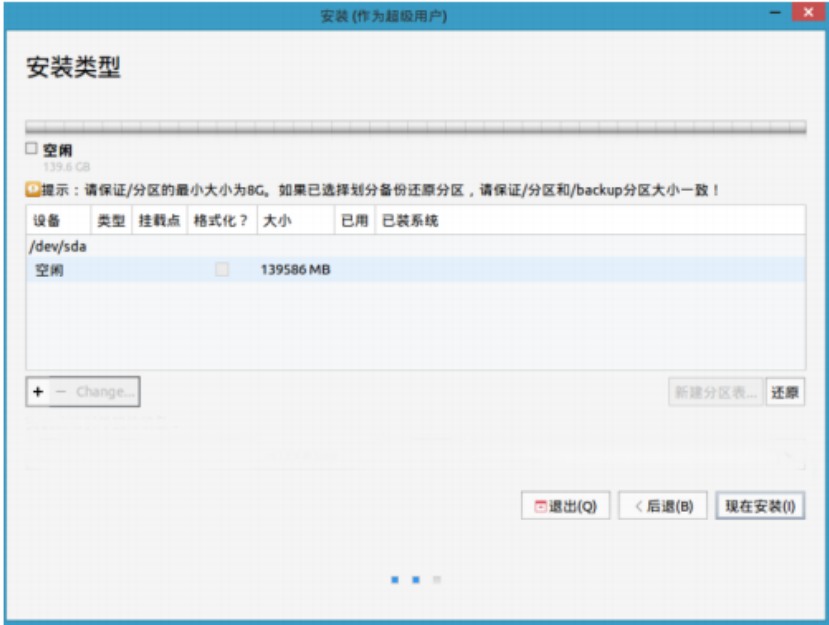 安装 (作为超级用户)
安装类型
空闲
139.6 GB
提示：请保证/分区的最小大小为8G。如果已选择划分备份还原分区，请保证/分区和/backup分区大小一致！
设备 类型 挂载点 格式化？ 大小 已用 已装系统
/dev/sda
空闲 139586 MB
+ − Change... 新建分区表... 还原
退出(Q) 后退(B) 现在安装(I)